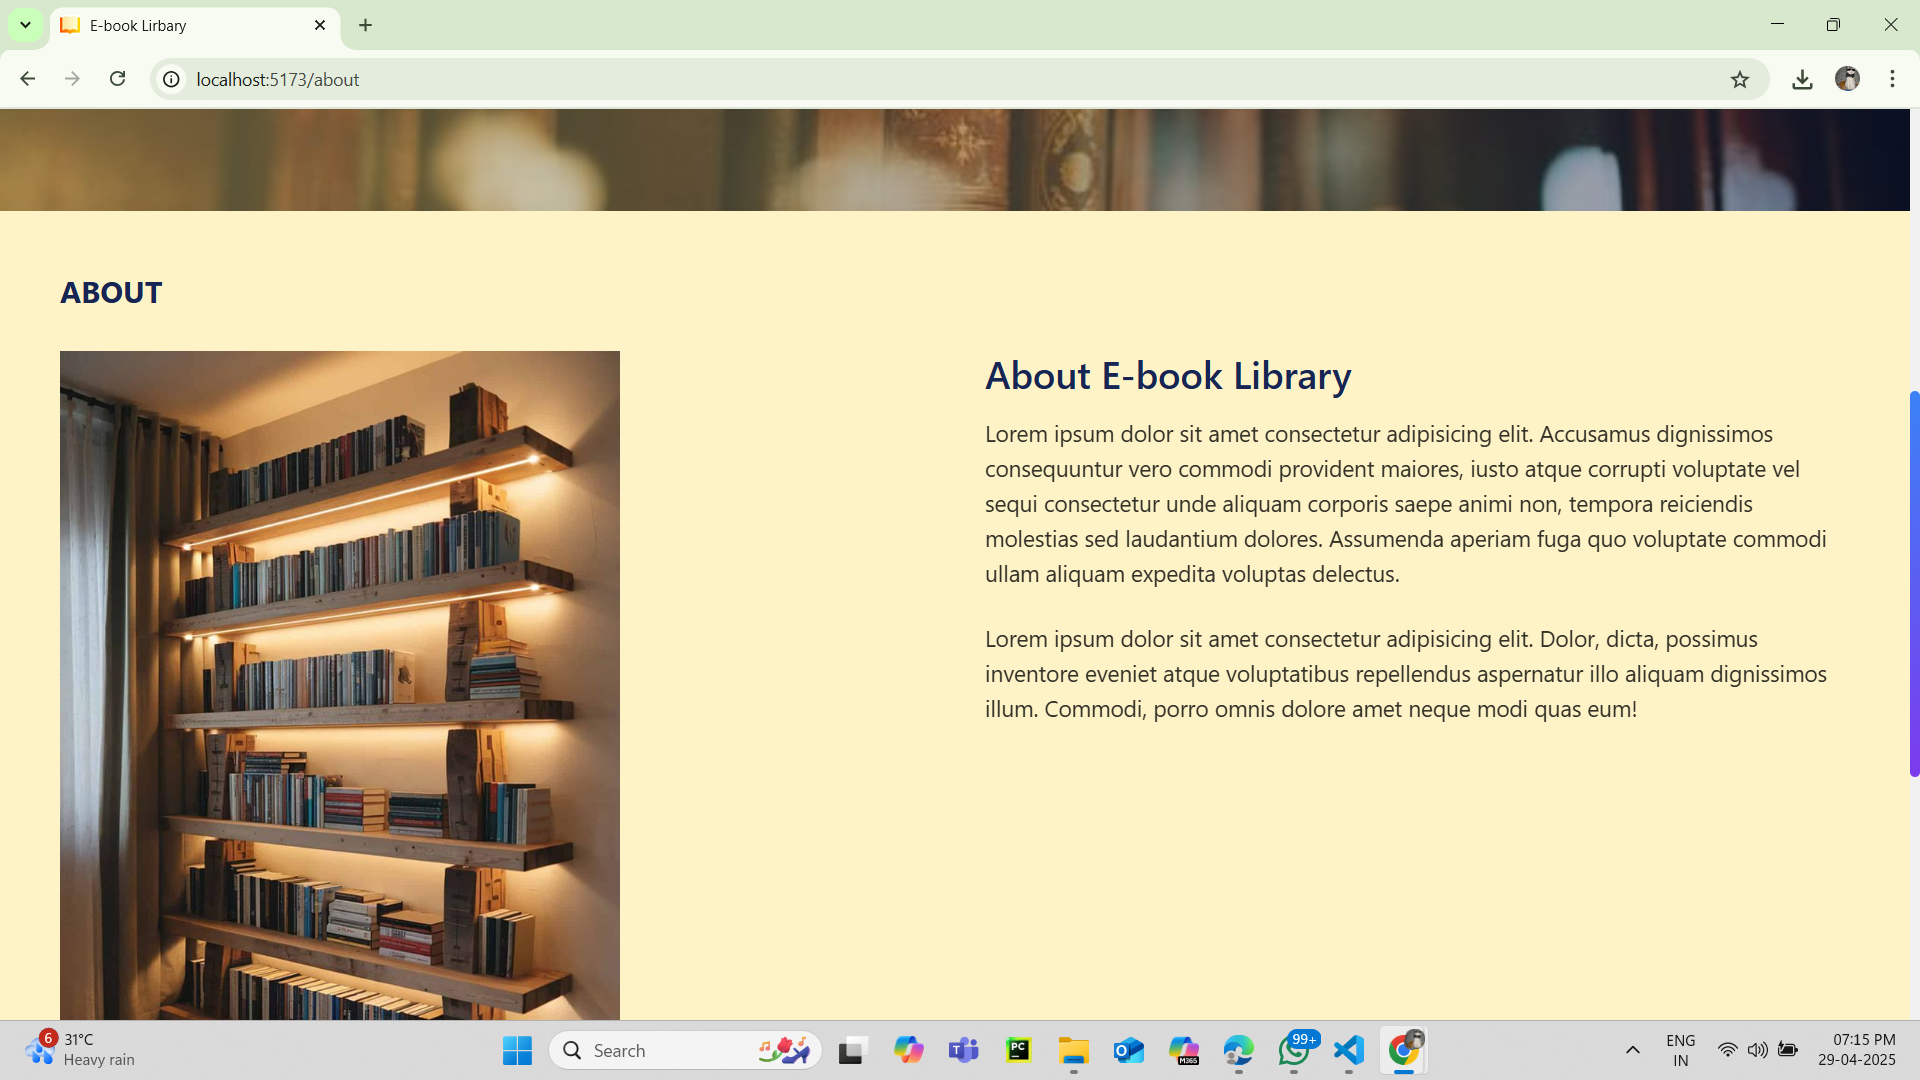 E-book Lirbary
localhost:5173/about
ABOUT
About E-book Library
Lorem ipsum dolor sit amet consectetur adipisicing elit. Accusamus dignissimos
consequuntur vero commodi provident maiores, iusto atque corrupti voluptate vel
sequi consectetur unde aliquam corporis saepe animi non, tempora reiciendis
molestias sed laudantium dolores. Assumenda aperiam fuga quo voluptate commodi
ullam aliquam expedita voluptas delectus.
Lorem ipsum dolor sit amet consectetur adipisicing elit. Dolor, dicta, possimus
inventore eveniet atque voluptatibus repellendus aspernatur illo aliquam dignissimos
illum. Commodi, porro omnis dolore amet neque modi quas eum!
6
31°C
Heavy rain
Search
PC
M365
99+
ENG
IN
07:15 PM
29-04-2025